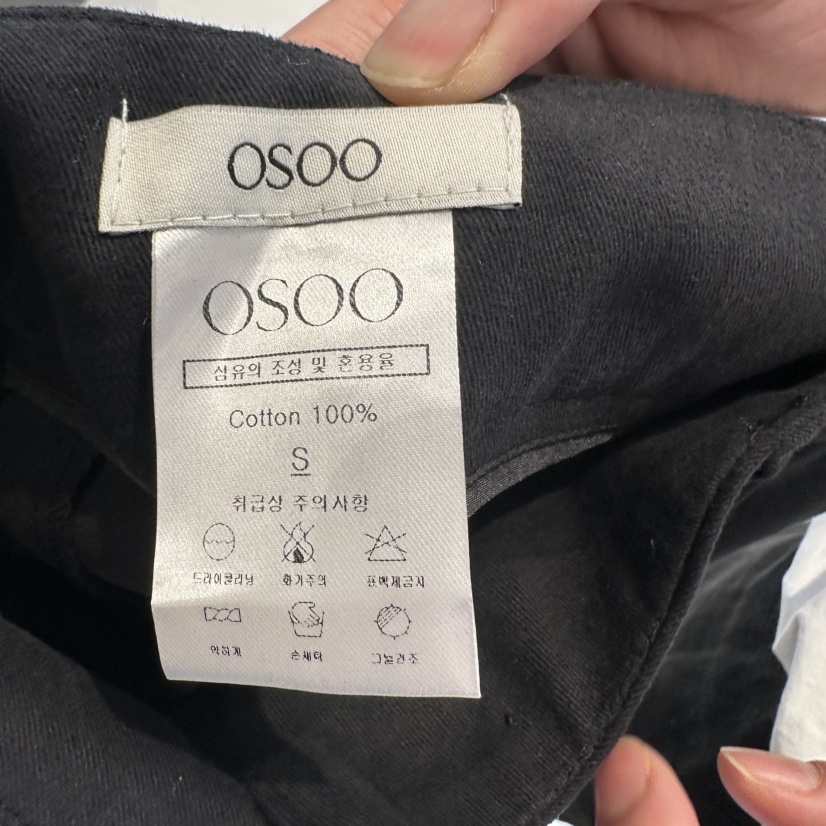 OSOO
OSOO
섬유의 조성 및 혼용율
Cotton 100%
S
취급상 주의사항
드라이클리닝 화기주의 표백제금지
약하게 손세탁 그늘건조